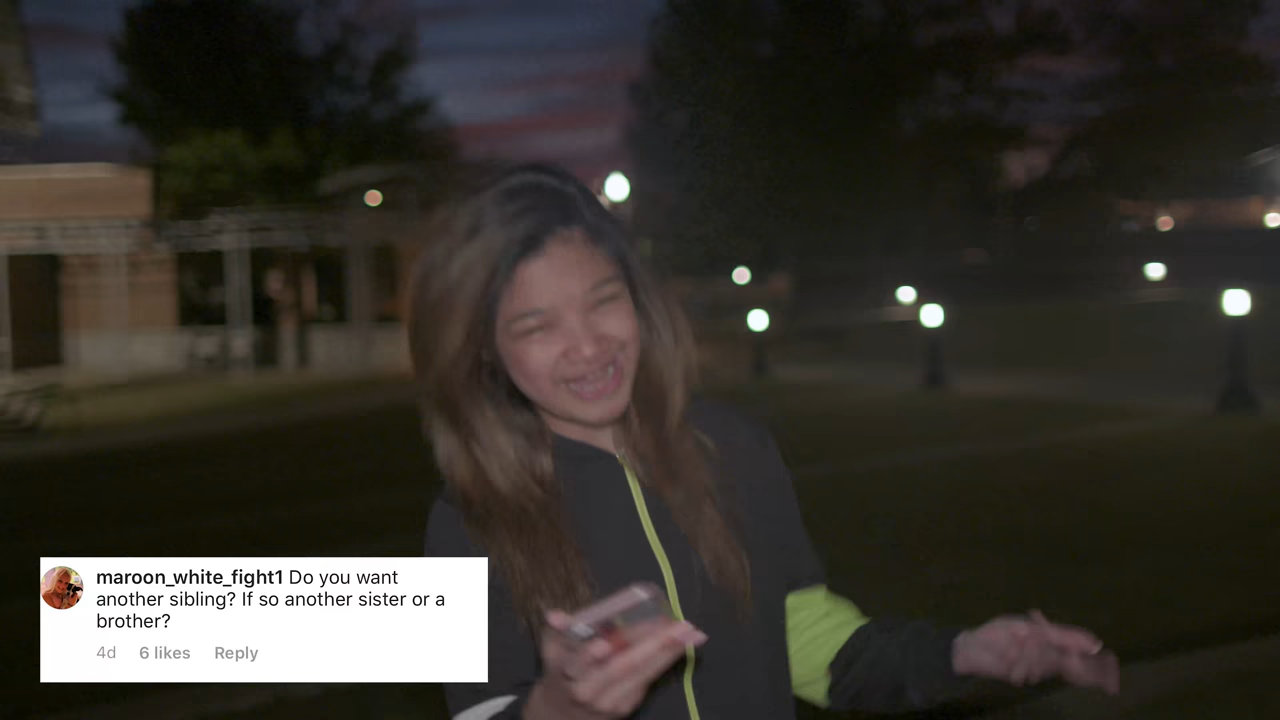 maroon_white_fight1 Do you want
another sibling? If so another sister or a
brother?
4d 6 likes Reply